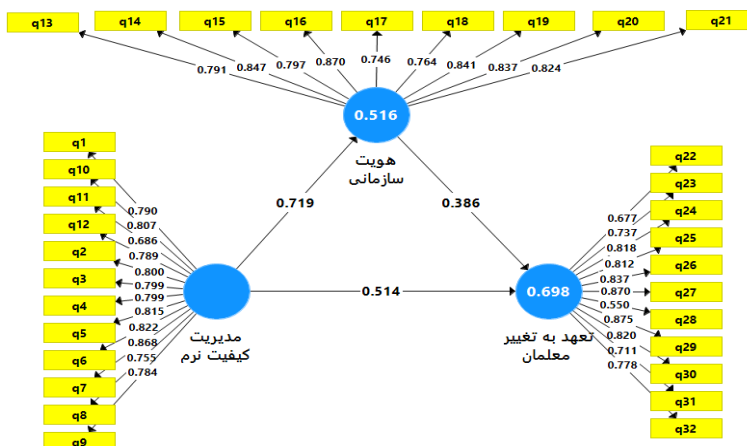 q13
q14
q15
q16
q17
q18
q19
q20
q21
0.791
0.847
0.797
0.870
0.746
0.764
0.841
0.837
0.824
0.516
هویت
سازمانی
0.719
0.386
0.514
q1
q10
q11
q12
q2
q3
q4
q5
q6
q7
q8
q9
0.790
0.807
0.686
0.789
0.800
0.799
0.799
0.815
0.822
0.868
0.755
0.784
مدیریت
کیفیت نرم
0.698
تعهد به تغییر
معلمان
0.677
0.737
0.818
0.812
0.837
0.870
0.550
0.875
0.820
0.711
0.778
q22
q23
q24
q25
q26
q27
q28
q29
q30
q31
q32